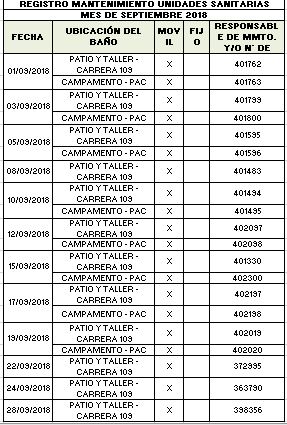 REGISTRO MANTENIMIENTO UNIDADES SANITARIAS
MES DE SEPTIEMBRE 2018
FECHA UBICACIÓN DEL BAÑO MOVIL FIJO RESPONSABLE DE MMTO. Y/O N° DE
01/09/2018 PATIO Y TALLER - CARRERA 109 X 401762
CAMPAMENTO - PAC X 401763
03/09/2018 PATIO Y TALLER - CARRERA 109 X 401799
CAMPAMENTO - PAC X 401800
05/09/2018 PATIO Y TALLER - CARRERA 109 X 401595
CAMPAMENTO - PAC X 401596
08/09/2018 PATIO Y TALLER - CARRERA 109 X 401483
10/09/2018 PATIO Y TALLER - CARRERA 109 X 401494
CAMPAMENTO - PAC X 401495
12/09/2018 PATIO Y TALLER - CARRERA 109 X 402097
CAMPAMENTO - PAC X 402098
15/09/2018 PATIO Y TALLER - CARRERA 109 X 401330
CAMPAMENTO - PAC X 402300
17/09/2018 PATIO Y TALLER - CARRERA 109 X 402197
CAMPAMENTO - PAC X 402198
19/09/2018 PATIO Y TALLER - CARRERA 109 X 402019
CAMPAMENTO - PAC X 402020
22/09/2018 PATIO Y TALLER - CARRERA 109 X 372995
24/09/2018 PATIO Y TALLER - CARRERA 109 X 363790
28/09/2018 PATIO Y TALLER - CARRERA 109 X 398356